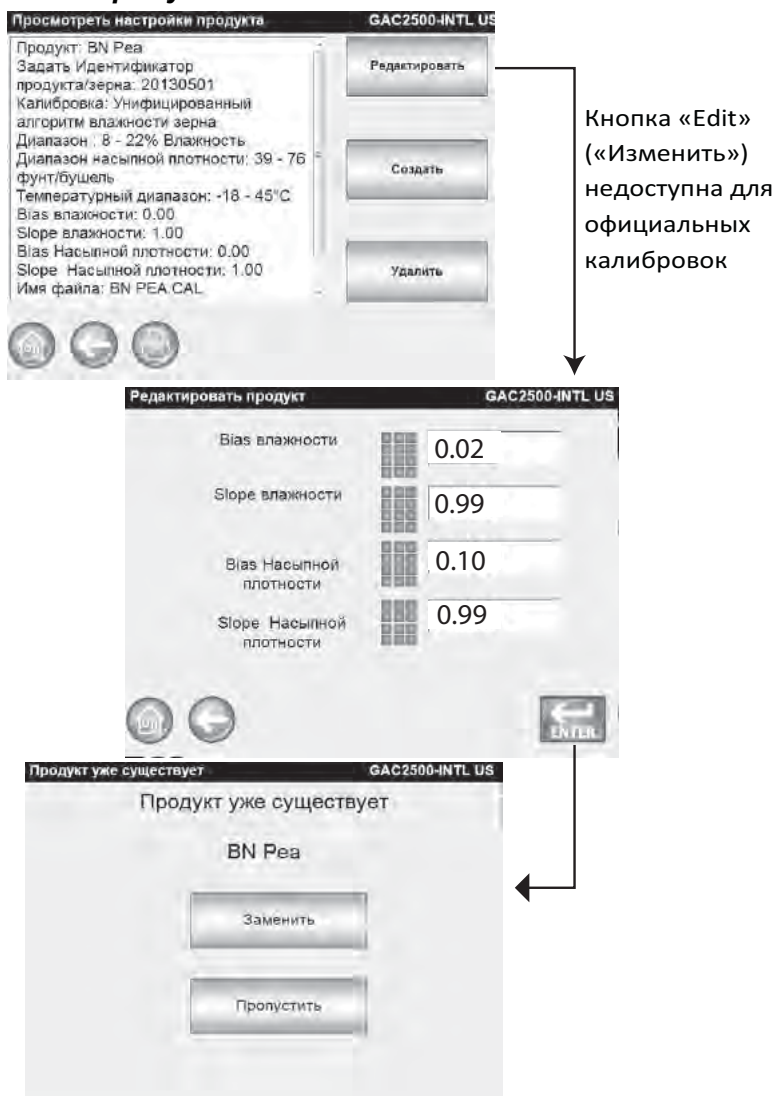 Просмотреть настройки продукта GAC2500-INTL US
Продукт: BN Pea
Задать Идентификатор
продукта/зерна: 20130501
Калибровка: Унифицированный
алгоритм влажности зерна
Диапазон : 8 - 22% Влажность
Диапазон насыпной плотности: 39 - 76
фунт/бушель
Температурный диапазон: -18 - 45°C
Bias влажности: 0.00
Slope влажности: 1.00
Bias Насыпной плотности: 0.00
Slope Насыпной плотности: 1.00
Имя файла: BN PEA.CAL
Редактировать
Создать
Удалить
Кнопка «Edit»
(«Изменить»)
недоступна для
официальных
калибровок
Редактировать продукт GAC2500-INTL US
Bias влажности 0.02
Slope влажности 0.99
Bias Насыпной
плотности
0.10
Slope Насыпной
плотности
0.99
ENTER
Продукт уже существует GAC2500-INTL US
Продукт уже существует
BN Pea
Заменить
Пропустить